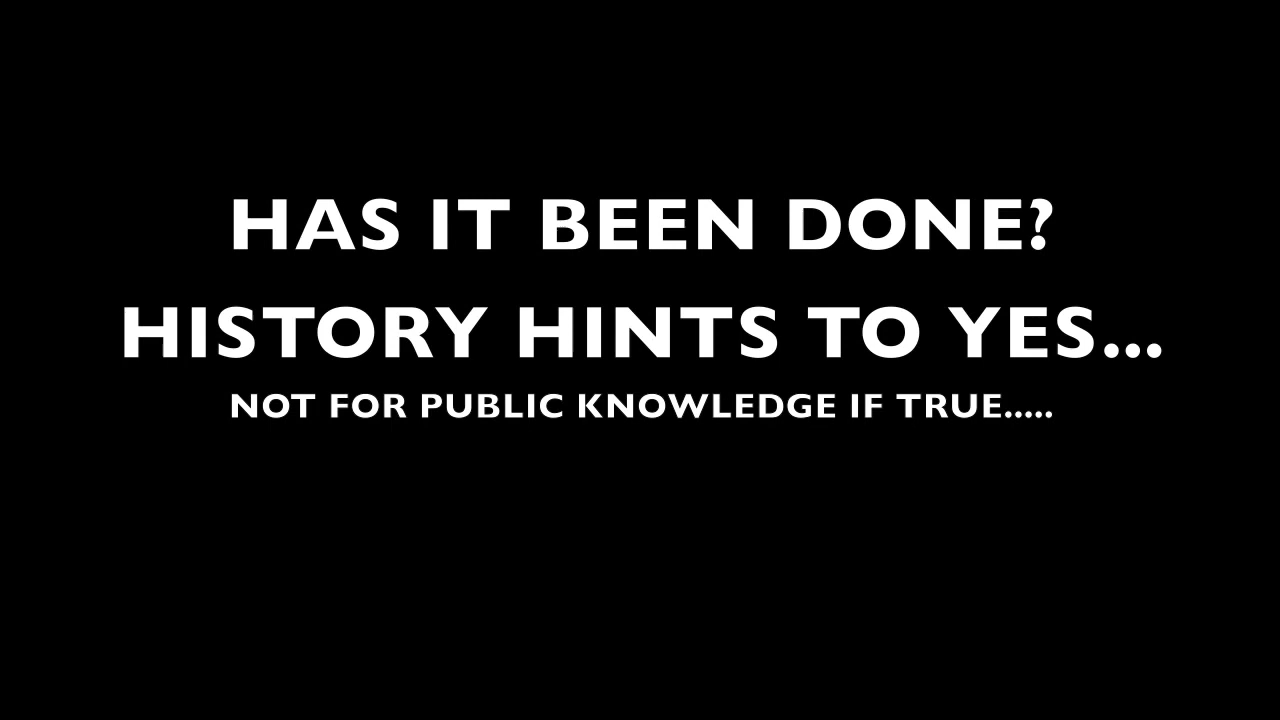 HAS IT BEEN DONE?
HISTORY HINTS TO YES...
NOT FOR PUBLIC KNOWLEDGE IF TRUE.....